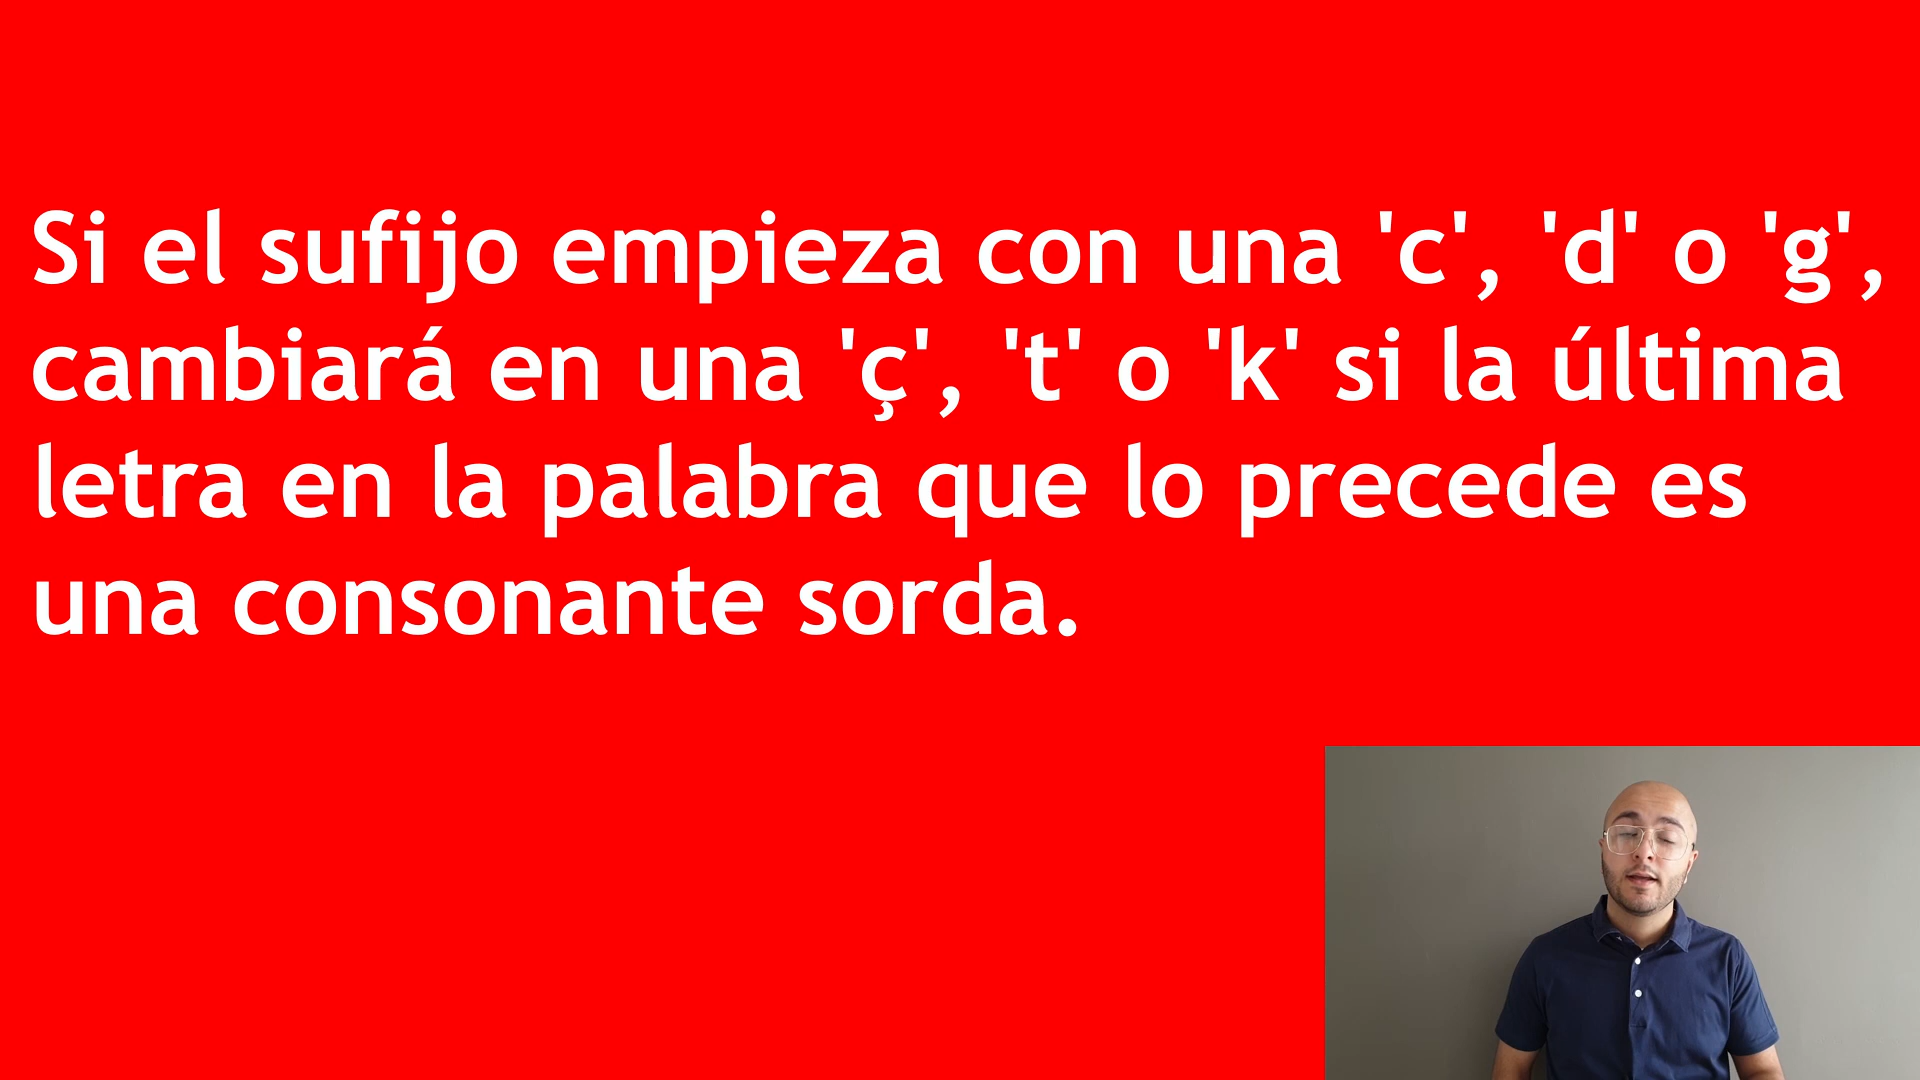 Si el sufijo empieza con una 'c', 'd' o 'g',
cambiará en una 'ç', 't' o 'k' si la última
letra en la palabra que lo precede es
una consonante sorda.